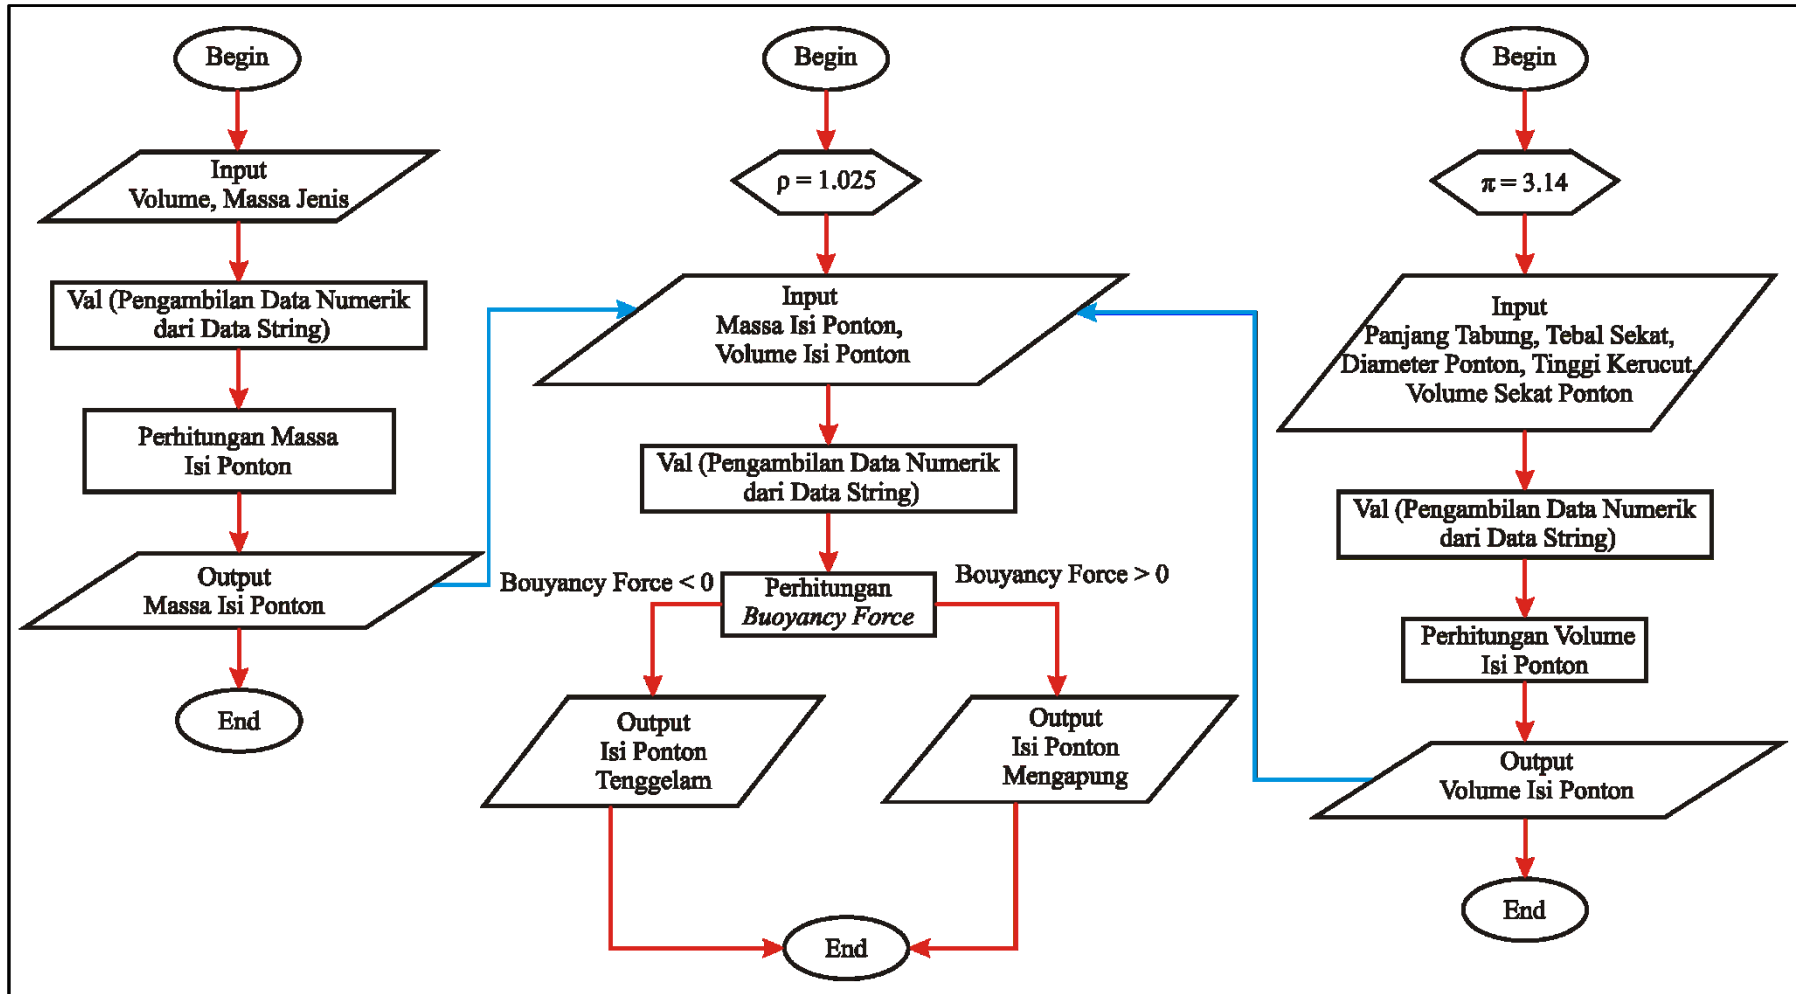 Begin
Input
Volume, Massa Jenis
Val (Pengambilan Data Numerik
dari Data String)
Perhitungan Massa
Isi Ponton
Output
Massa Isi Ponton
End
Begin
ρ = 1.025
Input
Massa Isi Ponton,
Volume Isi Ponton
Val (Pengambilan Data Numerik
dari Data String)
Bouyancy Force < 0
Perhitungan
Buoyancy Force
Bouyancy Force > 0
Output
Isi Ponton
Tenggelam
Output
Isi Ponton
Mengapung
End
Begin
π = 3.14
Input
Panjang Tabung, Tebal Sekat,
Diameter Ponton, Tinggi Kerucut,
Volume Sekat Ponton
Val (Pengambilan Data Numerik
dari Data String)
Perhitungan Volume
Isi Ponton
Output
Volume Isi Ponton
End